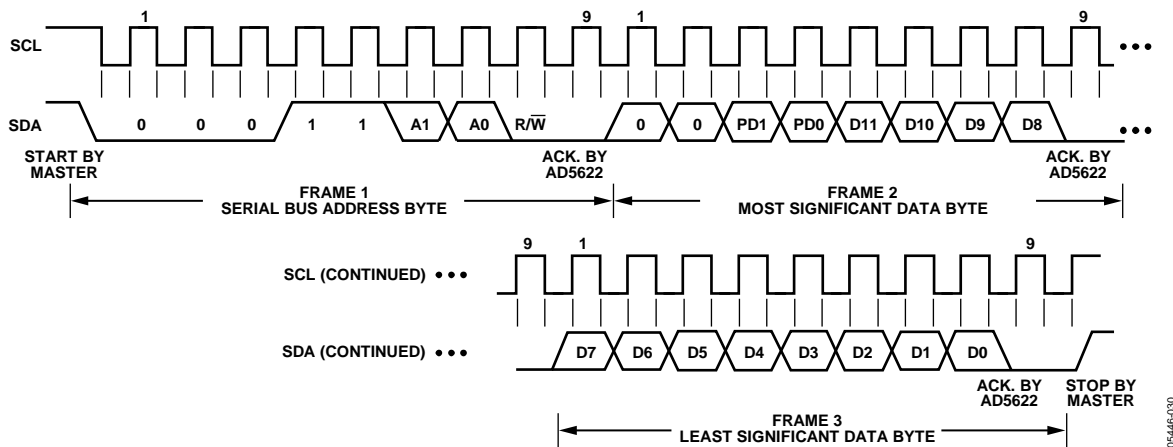 1 9 1 9
SCL •••
SDA 0 0 0 1 1 A1 A0 R/W̅ 0 0 PD1 PD0 D11 D10 D9 D8 •••
START BY MASTER
ACK. BY AD5622
ACK. BY AD5622
FRAME 1
SERIAL BUS ADDRESS BYTE
FRAME 2
MOST SIGNIFICANT DATA BYTE
9 1 9
SCL (CONTINUED) •••
SDA (CONTINUED) ••• D7 D6 D5 D4 D3 D2 D1 D0
ACK. BY AD5622
STOP BY MASTER
FRAME 3
LEAST SIGNIFICANT DATA BYTE
05446-030